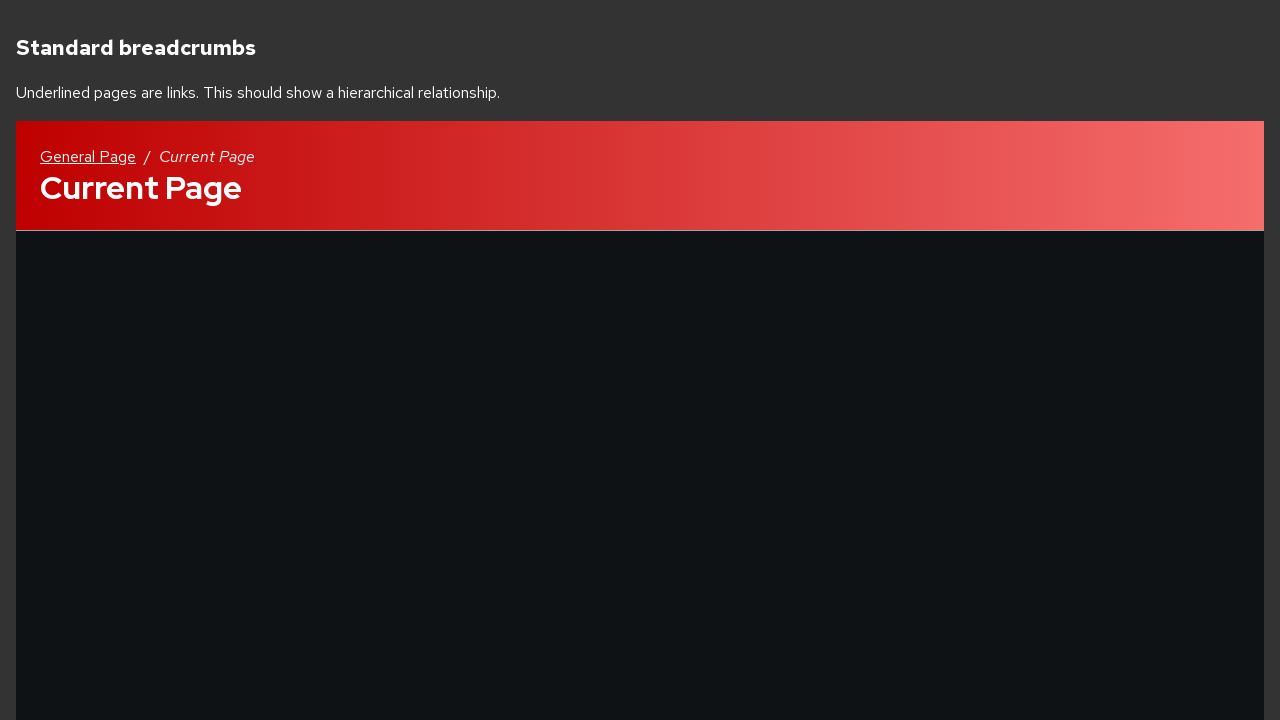 Standard breadcrumbs
Underlined pages are links. This should show a hierarchical relationship.
General Page / Current Page
Current Page